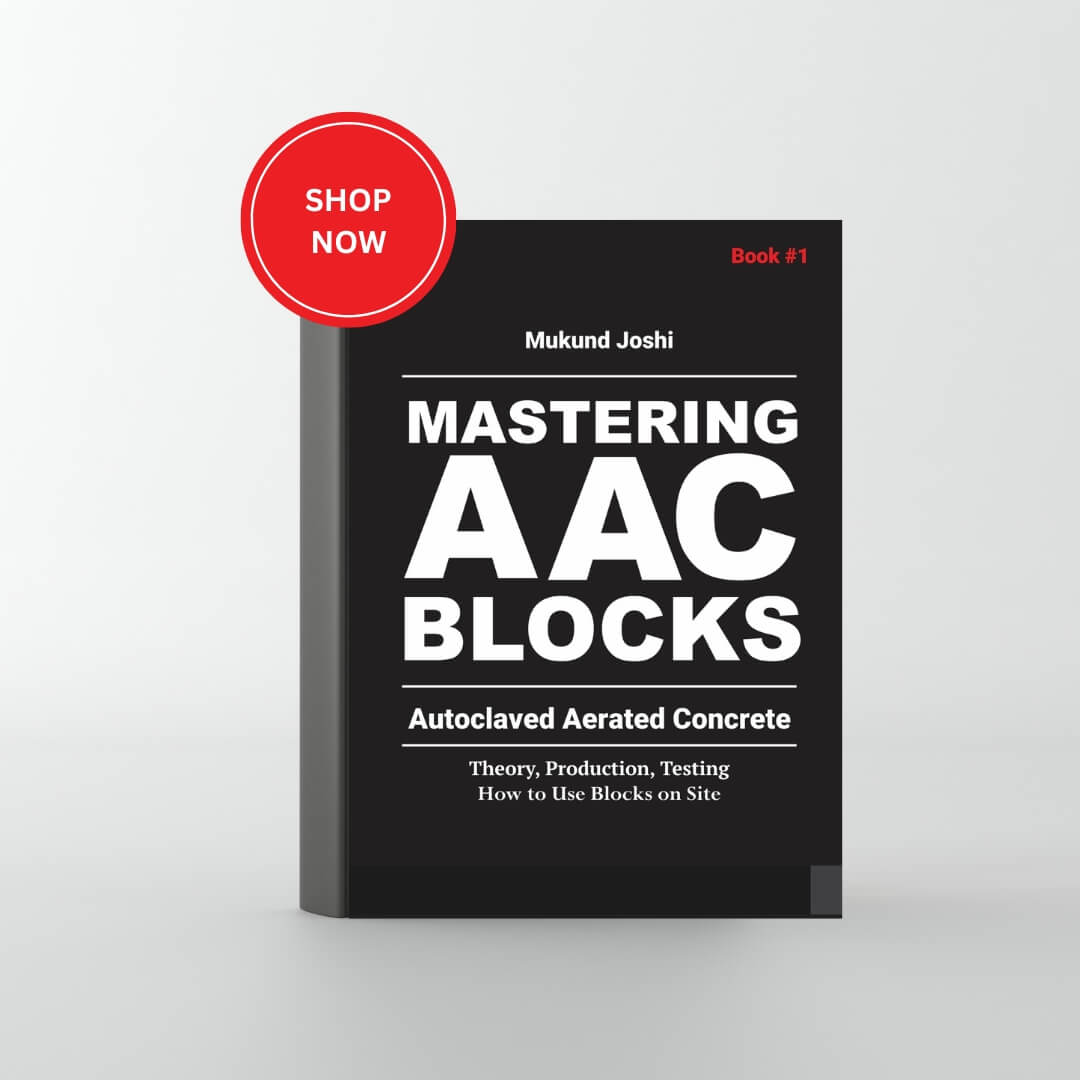 SHOP
NOW
Book #1
Mukund Joshi
MASTERING
AAC
BLOCKS
Autoclaved Aerated Concrete
Theory, Production, Testing
How to Use Blocks on Site